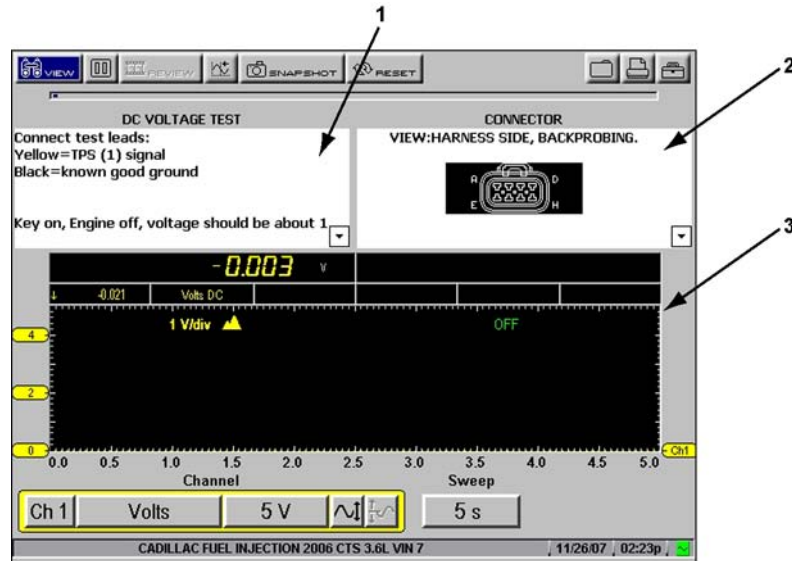 1
VIEW
REVIEW
SNAPSHOT
RESET
2
DC VOLTAGE TEST
CONNECTOR
Connect test leads:
Yellow=TPS (1) signal
Black=known good ground
Key on, Engine off, voltage should be about 1
VIEW:HARNESS SIDE, BACKPROBING.
A D
E H
3
-0.003 V
↓ -0.021 Volts DC
1 V/div OFF
4
2
0
Ch1
0.0 0.5 1.0 1.5 2.0 2.5 3.0 3.5 4.0 4.5 5.0
Channel Sweep
Ch 1 Volts 5 V 5 s
CADILLAC FUEL INJECTION 2006 CTS 3.6L VIN 7 11/26/07 02:23p